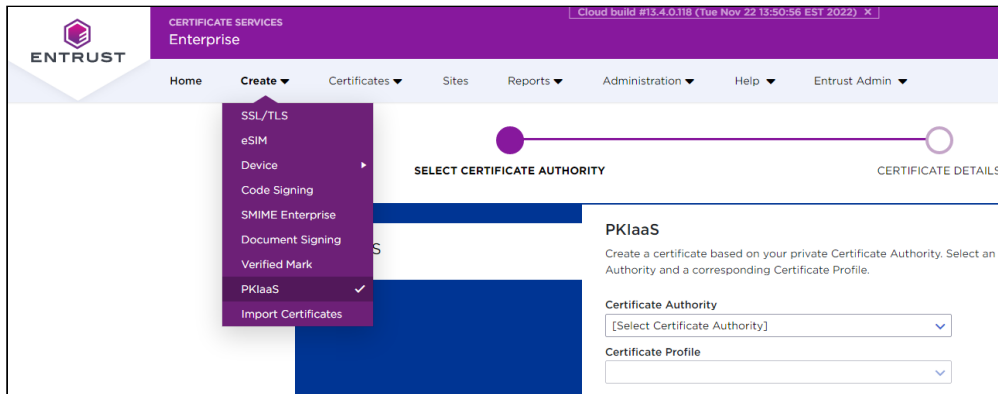 ENTRUST
CERTIFICATE SERVICES
Enterprise
Cloud build #13.4.0.118 (Tue Nov 22 13:50:56 EST 2022) ×
Home Create Certificates Sites Reports Administration Help Entrust Admin
SSL/TLS
eSIM
Device
Code Signing
SMIME Enterprise
Document Signing
Verified Mark
PKIaaS
Import Certificates
SELECT CERTIFICATE AUTHORITY
CERTIFICATE DETAILS
S
PKIaaS
Create a certificate based on your private Certificate Authority. Select an
Authority and a corresponding Certificate Profile.
Certificate Authority
[Select Certificate Authority]
Certificate Profile